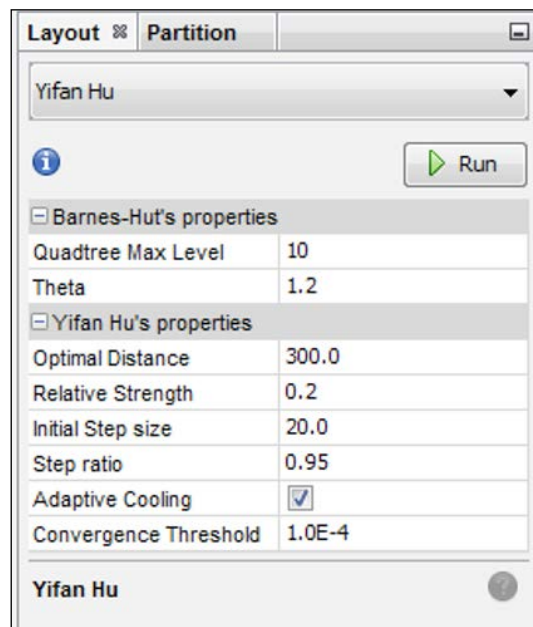 Layout Partition
Yifan Hu
Run
Barnes-Hut's properties
Quadtree Max Level 10
Theta 1.2
Yifan Hu's properties
Optimal Distance 300.0
Relative Strength 0.2
Initial Step size 20.0
Step ratio 0.95
Adaptive Cooling
Convergence Threshold 1.0E-4
Yifan Hu